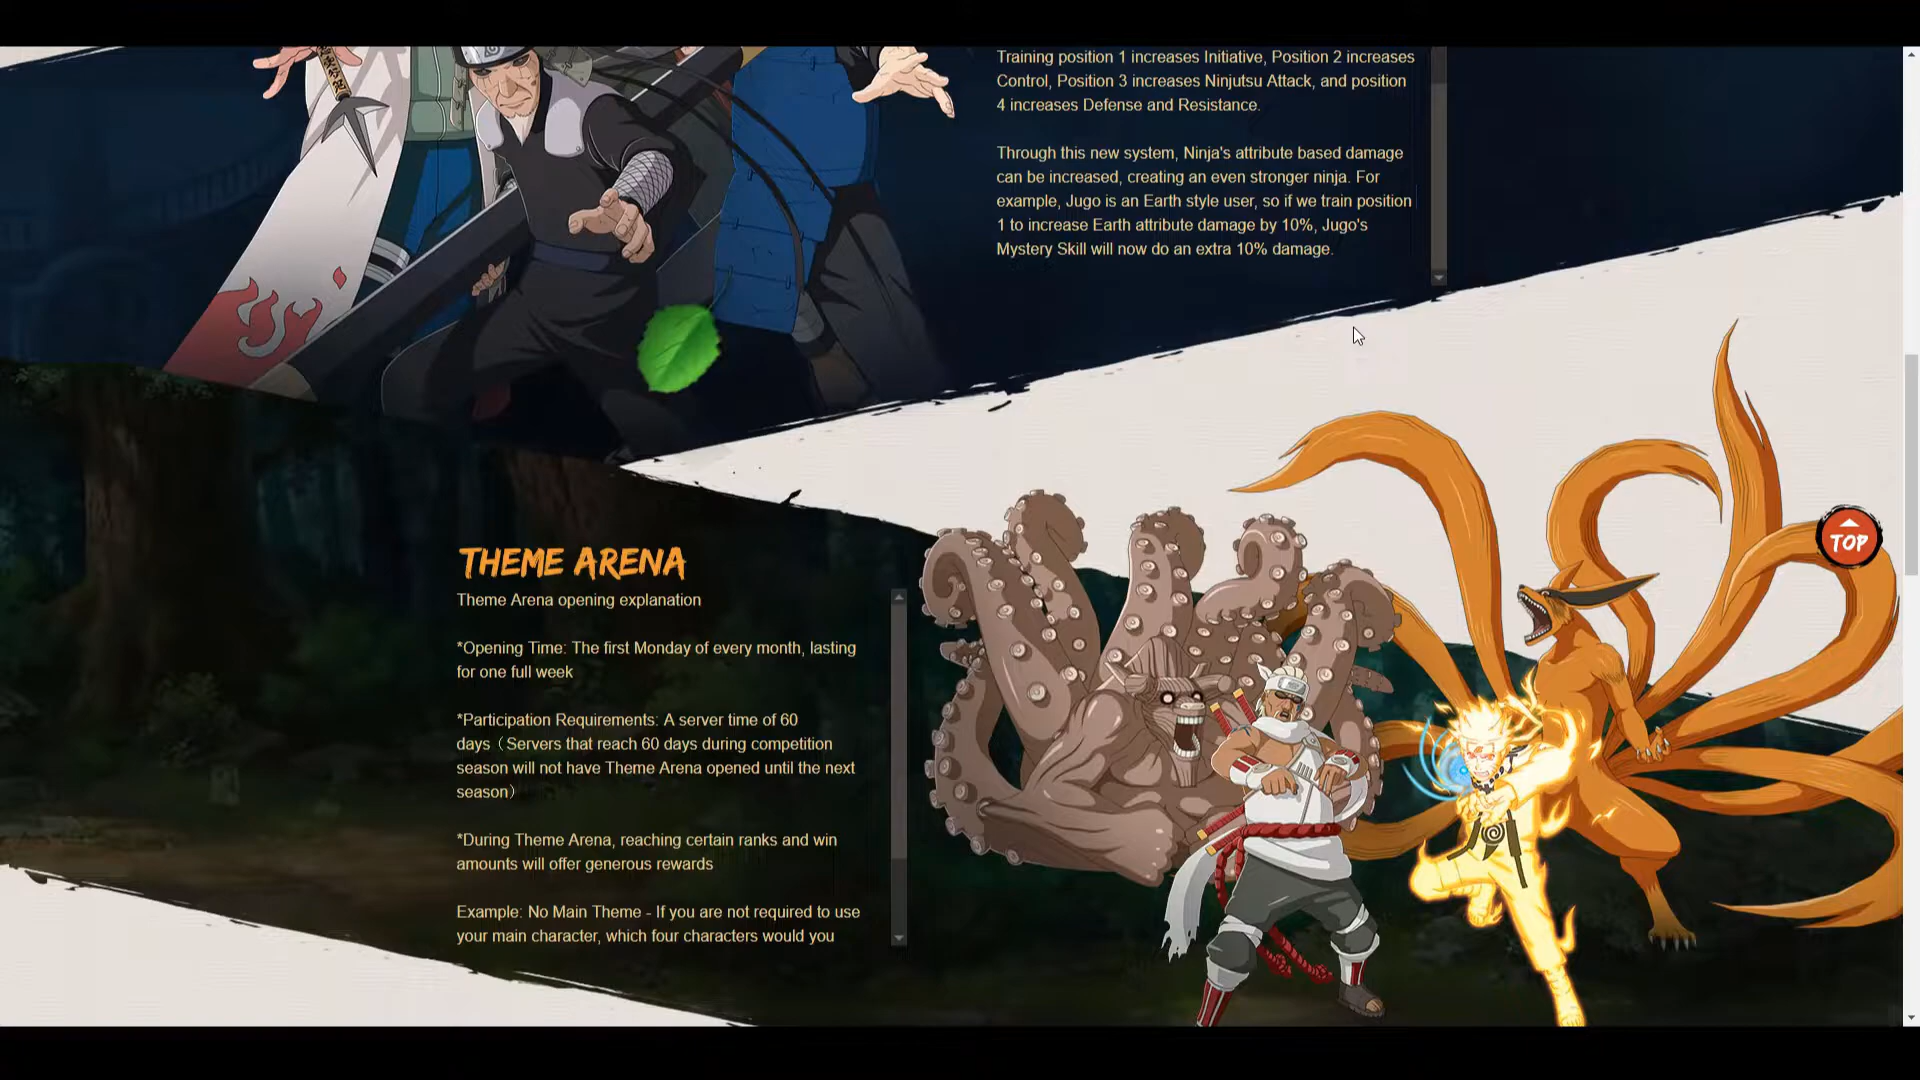 Training position 1 increases Initiative, Position 2 increases
Control, Position 3 increases Ninjutsu Attack, and position
4 increases Defense and Resistance.
Through this new system, Ninja's attribute based damage
can be increased, creating an even stronger ninja. For
example, Jugo is an Earth style user, so if we train position
1 to increase Earth attribute damage by 10%, Jugo's
Mystery Skill will now do an extra 10% damage.
TOP
THEME ARENA
Theme Arena opening explanation
*Opening Time: The first Monday of every month, lasting
for one full week
*Participation Requirements: A server time of 60
days（Servers that reach 60 days during competition
season will not have Theme Arena opened until the next
season）
*During Theme Arena, reaching certain ranks and win
amounts will offer generous rewards
Example: No Main Theme - If you are not required to use
your main character, which four characters would you